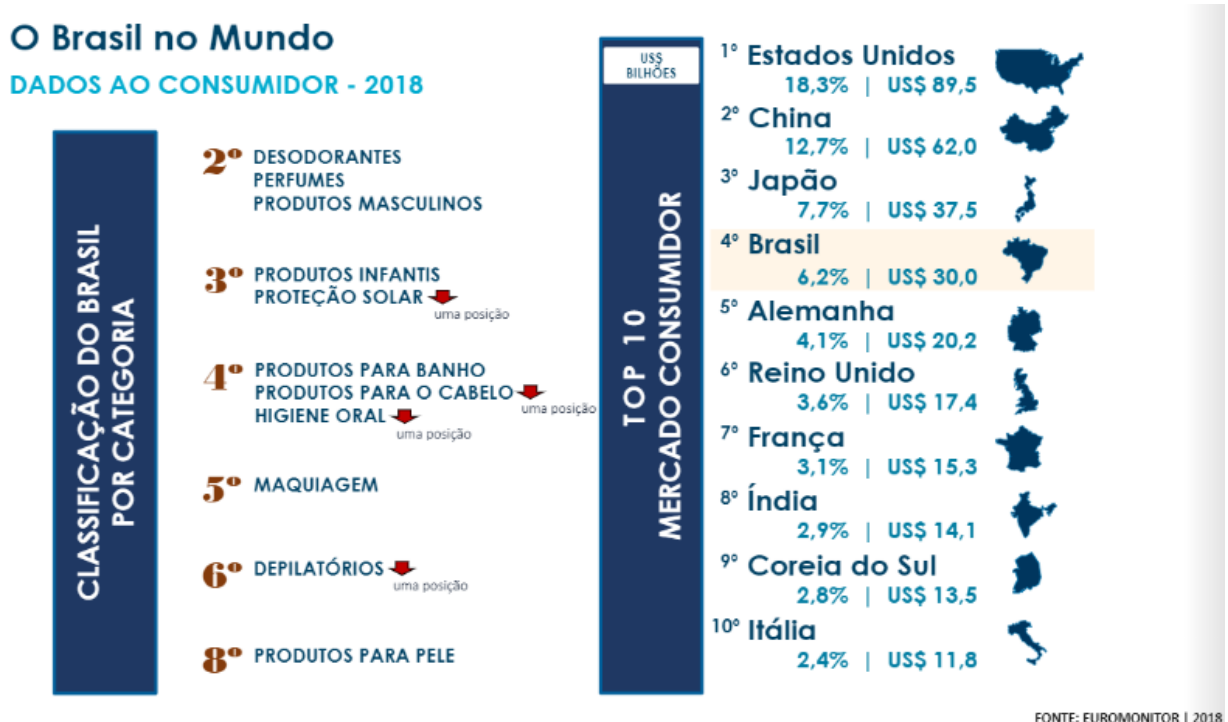 O Brasil no Mundo
DADOS AO CONSUMIDOR - 2018
CLASSIFICAÇÃO DO BRASIL
POR CATEGORIA
2º DESODORANTES
PERFUMES
PRODUTOS MASCULINOS
3º PRODUTOS INFANTIS
PROTEÇÃO SOLAR
uma posição
4º PRODUTOS PARA BANHO
PRODUTOS PARA O CABELO
uma posição
HIGIENE ORAL
uma posição
5º MAQUIAGEM
6º DEPILATÓRIOS
uma posição
8º PRODUTOS PARA PELE
US$
BILHÕES
TOP 10
MERCADO CONSUMIDOR
1º Estados Unidos
18,3% | US$ 89,5
2º China
12,7% | US$ 62,0
3º Japão
7,7% | US$ 37,5
4º Brasil
6,2% | US$ 30,0
5º Alemanha
4,1% | US$ 20,2
6º Reino Unido
3,6% | US$ 17,4
7º França
3,1% | US$ 15,3
8º Índia
2,9% | US$ 14,1
9º Coreia do Sul
2,8% | US$ 13,5
10º Itália
2,4% | US$ 11,8
FONTE: EUROMONITOR | 2018